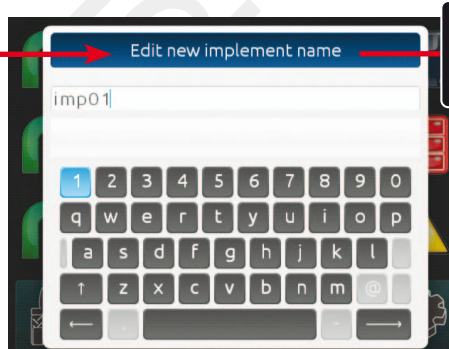 Edit new implement name
imp01
1 2 3 4 5 6 7 8 9 0
q w e r t y u i o p
a s d f g h j k l
↑ z x c v b n m @
← . - →